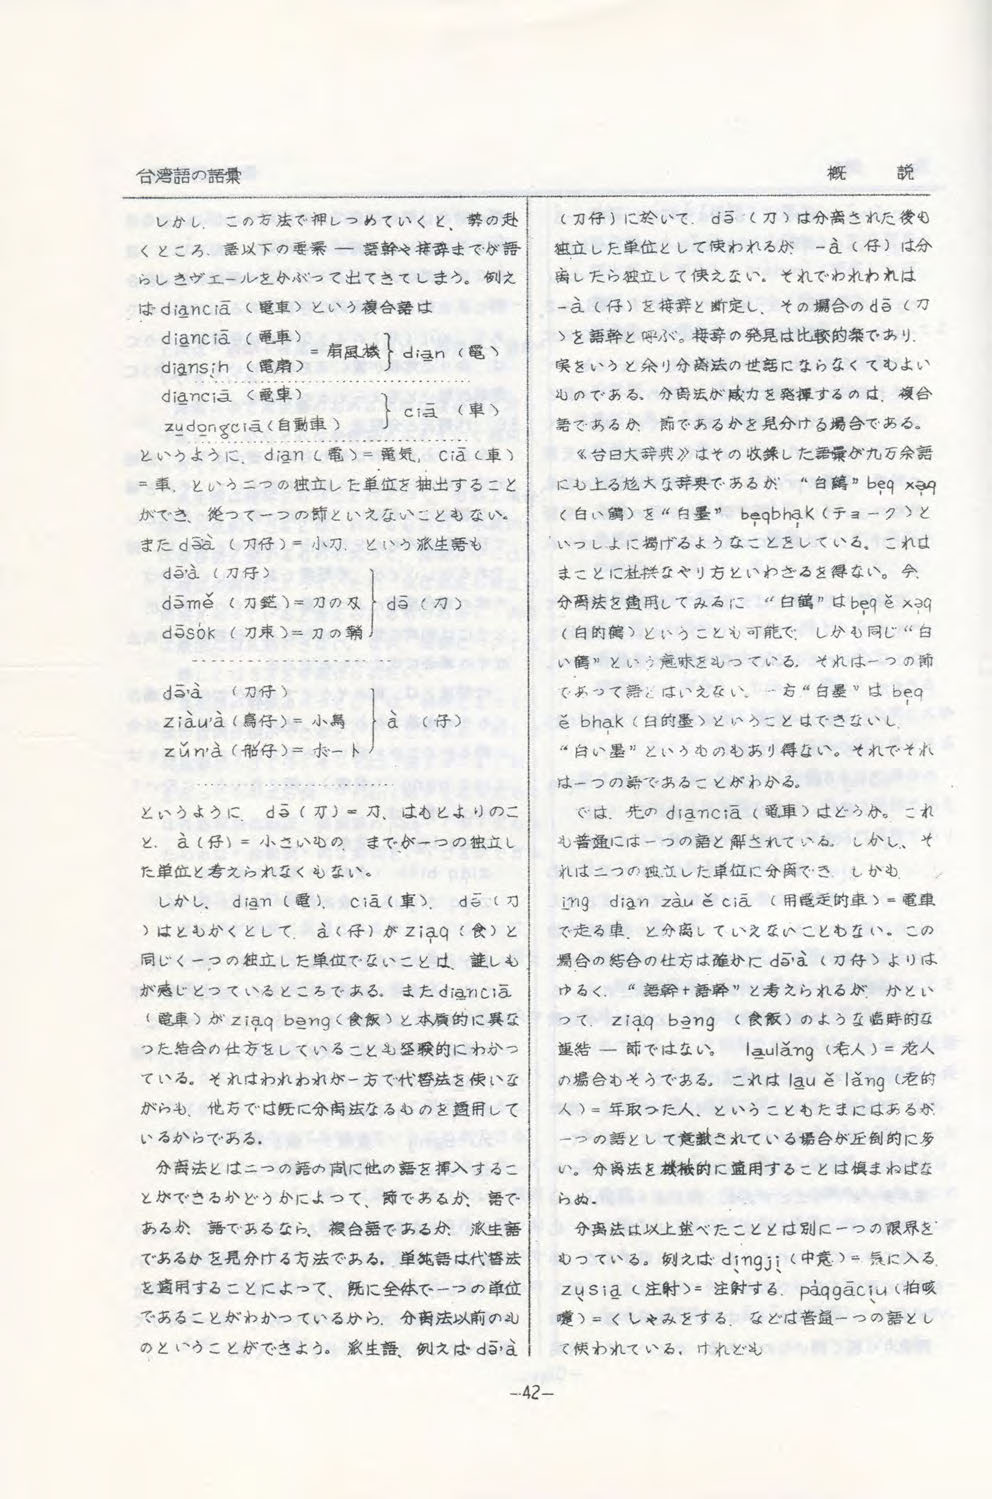 台湾語の語彙
概　説
しかし、この方法で押しつめていくと、勢の赴
くところ、語以下の要素 — 語幹や接辞までが語
らしきヴェールをかぶって出てきてしまう。例え
ば diancia (電車) という複合語は
diancia (電車)
= 扇風機 } dian (電)
diansih (電扇)
diancia (電車)
} cia (車)
zudongcia (自動車)
というように、dian (電) = 電気, cia (車)
= 車、という二つの独立した単位を抽出すること
ができ、従つて一つの節といえないこともない。
また də̄'à (刀仔) = 小刀、という派生語も
də̄'à (刀仔)
də̄mě (刀鋩) = 刀の刃 } də̄ (刀)
də̄sȯk (刀束) = 刀の鞘
də̄'à (刀仔)
ziàu'à (鳥仔) = 小鳥 } à (仔)
zŭn'à (船仔) = ボート
というように、də̄ (刀) = 刀、はもとよりのこ
と、à (仔) = 小さいもの、までが一つの独立し
た単位と考えられなくもない。
しかし、dian (電)、cia (車)、də̄ (刀
) はともかくとして、à (仔) が ziaq (食) と
同じく一つの独立した単位でないことは、誰しも
が感じとっているところである。また diancia
(電車) が ziaq bəng (食飯) と本質的に異な
つた結合の仕方をしていることも経験的にわかつ
ている。それはわれわれが一方で代替法を使いな
がらも、他方では既に分離法なるものを適用して
いるからである。
分離法とは二つの語の間に他の語を挿入するこ
とができるかどうかによって、節であるか、語で
あるか、語であるなら、複合語であるか、派生語
であるかを見分ける方法である。単純語は代替法
を適用することによって、既に全体で一つの単位
であることがわかっているから、分離法以前のも
のということができよう。派生語、例えば də̄'à
(刀仔) に於いて、də̄ (刀) は分離された後も
独立した単位として使われるが、-à (仔) は分
離したら独立して使えない。それでわれわれは
-à (仔) を接辞と断定し、その場合の də̄ (刀
) を語幹と呼ぶ。接辞の発見は比較的楽であり、
実をいうと余り分離法の世話にならなくてもよい
ものである。分離法が威力を発揮するのは、複合
語であるか、節であるかを見分ける場合である。
《台日大辞典》はその収録した語彙が九万余語
にも上る尨大な辞典であるが、“白鶴” beq xəq
(白い鶴) を “白墨” beqbhak (チョーク) と
いつしよに掲げるようなことをしている。これは
まことに杜撰なやり方といわざるを得ない。今、
分離法を適用してみるに、“白鶴” は beq ě xəq
(白的鶴) ということも可能で、しかも同じ “白
い鶴” という意味をもつている。それは一つの節
であって語とはいえない。一方 “白墨” は beq
ě bhak (白的墨) ということはできないし、
“白い墨” というものもあり得ない。それでそれ
は一つの語であることがわかる。
では、先の diancia (電車) はどうか。これ
も普通には一つの語と解されている。しかし、そ
れは二つの独立した単位に分離でき、しかも、
ing dian zàu ě cia (用電走的車) = 電車
で走る車、と分離していえないこともない。この
場合の結合の仕方は確かに də̄'à (刀仔) よりは
ゆるく、“語幹+語幹” と考えられるが、かとい
つて、ziaq bəng (食飯) のような臨時的な
連結 — 節ではない。laulǎng (老人) = 老人
の場合もそうである。これは lau ě lǎng (老的
人) = 年取つた人、ということもたまにはあるが、
一つの語として意識されている場合が圧倒的に多
い。分離法を機械的に適用することは慎まねばな
らぬ。
分離法は以上述べたこととは別に一つの限界を
もつている。例えば dingji (中意) = 気に入る、
zusia (注射) = 注射する、pàqgāciu (拍咳
嚏) = くしゃみをする、などは普通一つの語とし
て使われている。けれども
—42—